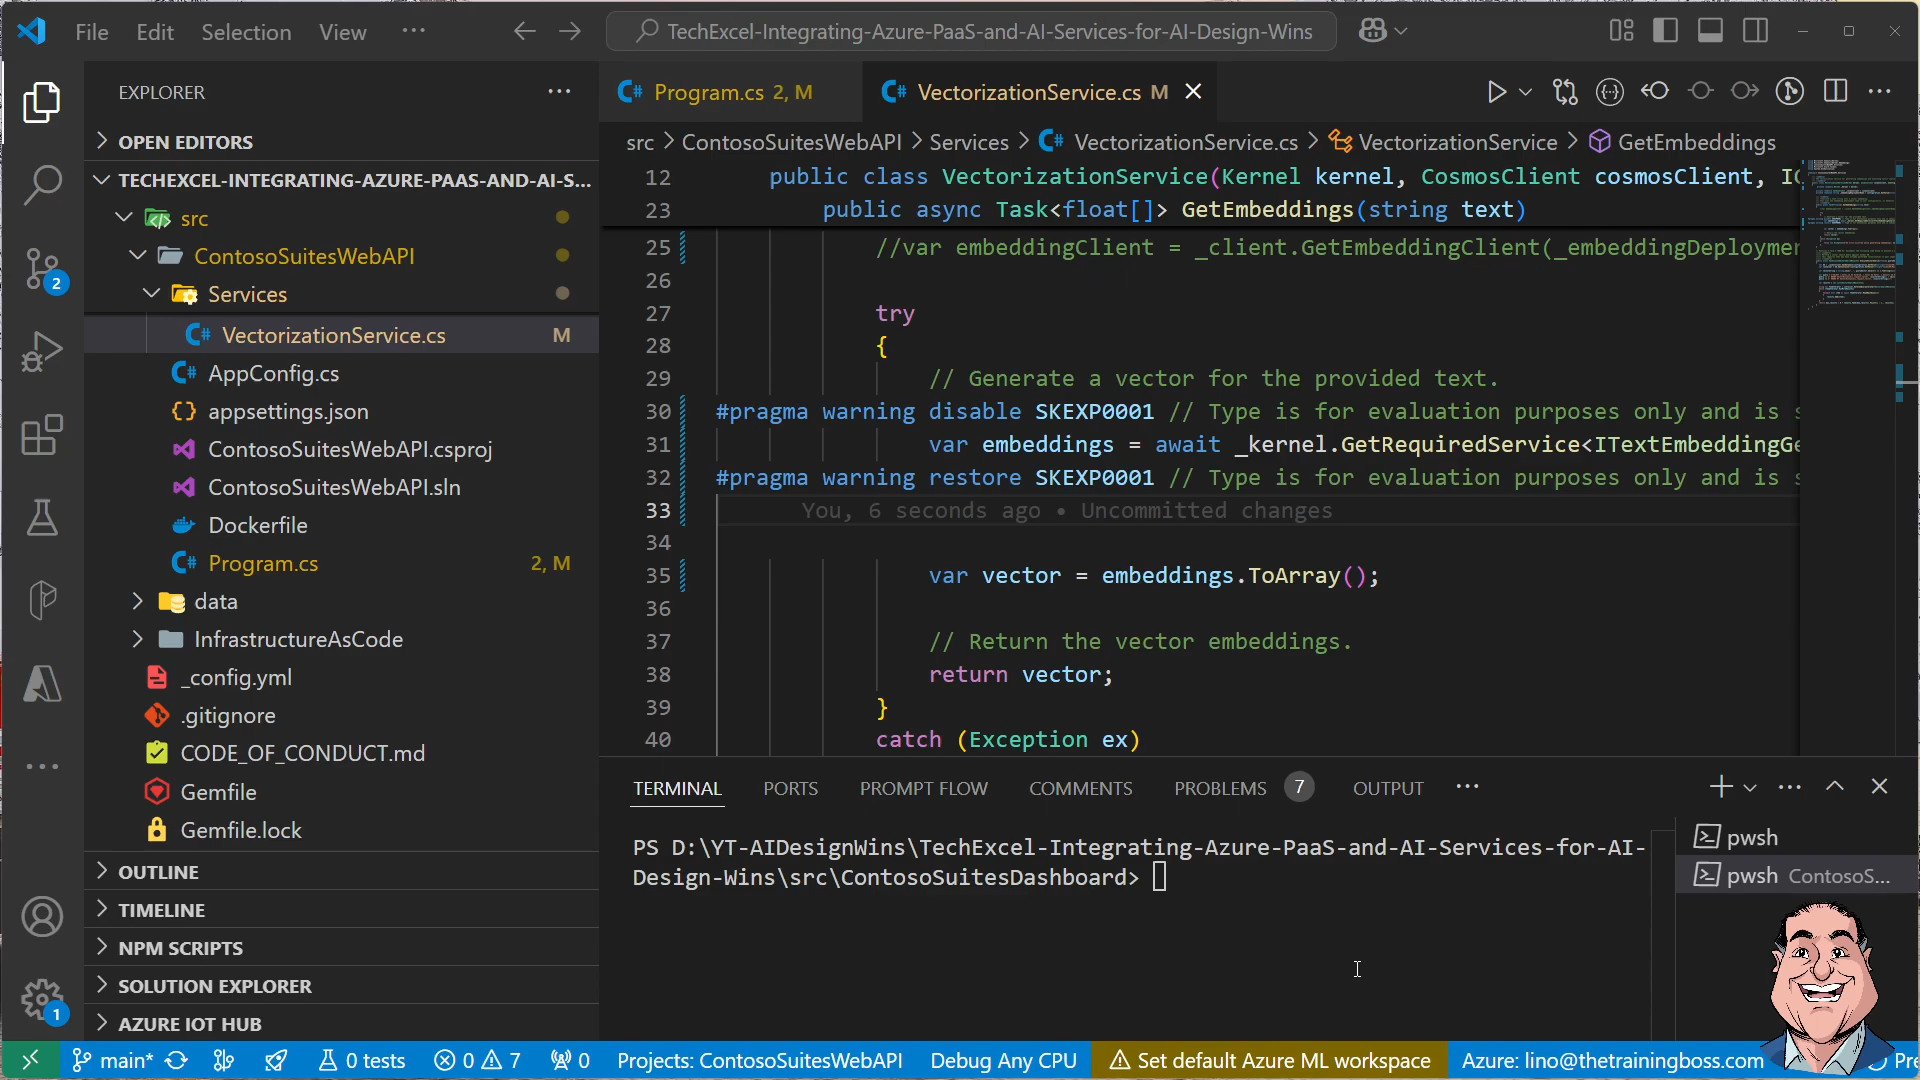 File Edit Selection View ··· TechExcel-Integrating-Azure-PaaS-and-AI-Services-for-AI-Design-Wins
EXPLORER ···
OPEN EDITORS
TECHEXCEL-INTEGRATING-AZURE-PAAS-AND-AI-S...
src
ContosoSuitesWebAPI
Services
VectorizationService.cs M
AppConfig.cs
appsettings.json
ContosoSuitesWebAPI.csproj
ContosoSuitesWebAPI.sln
Dockerfile
Program.cs 2, M
data
InfrastructureAsCode
_config.yml
.gitignore
CODE_OF_CONDUCT.md
Gemfile
Gemfile.lock
OUTLINE
TIMELINE
NPM SCRIPTS
SOLUTION EXPLORER
AZURE IOT HUB
2
1
Program.cs 2, M VectorizationService.cs M
src > ContosoSuitesWebAPI > Services > VectorizationService.cs > VectorizationService > GetEmbeddings
12 public class VectorizationService(Kernel kernel, CosmosClient cosmosClient, IC
23 public async Task<float[]> GetEmbeddings(string text)
25 //var embeddingClient = _client.GetEmbeddingClient(_embeddingDeploymen
26
27 try
28 {
29 // Generate a vector for the provided text.
30 #pragma warning disable SKEXP0001 // Type is for evaluation purposes only and is s
31 var embeddings = await _kernel.GetRequiredService<ITextEmbeddingGe
32 #pragma warning restore SKEXP0001 // Type is for evaluation purposes only and is s
33 You, 6 seconds ago • Uncommitted changes
34
35 var vector = embeddings.ToArray();
36
37 // Return the vector embeddings.
38 return vector;
39 }
40 catch (Exception ex)
TERMINAL PORTS PROMPT FLOW COMMENTS PROBLEMS 7 OUTPUT ···
PS D:\YT-AIDesignWins\TechExcel-Integrating-Azure-PaaS-and-AI-Services-for-AI-
Design-Wins\src\ContosoSuitesDashboard>
pwsh
pwsh ContosoS...
main* 0 tests 0 7 0 Projects: ContosoSuitesWebAPI Debug Any CPU Set default Azure ML workspace Azure: lino@thetrainingboss.com Pre